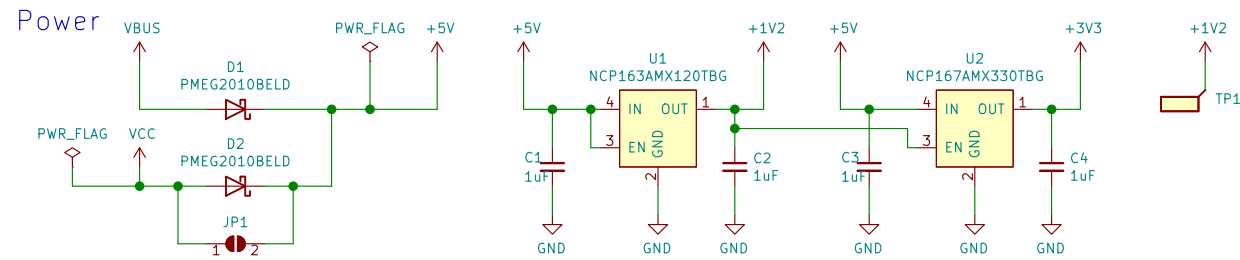 Power
VBUS
PWR_FLAG
+5V
D1
PMEG2010BELD
PWR_FLAG
VCC
D2
PMEG2010BELD
JP1
1
2
+5V
+1V2
U1
NCP163AMX120TBG
4
IN
OUT
1
3
EN
GND
2
C1
1uF
C2
1uF
GND
GND
GND
+5V
+3V3
U2
NCP167AMX330TBG
4
IN
OUT
1
3
EN
GND
2
C3
1uF
C4
1uF
GND
GND
GND
+1V2
TP1